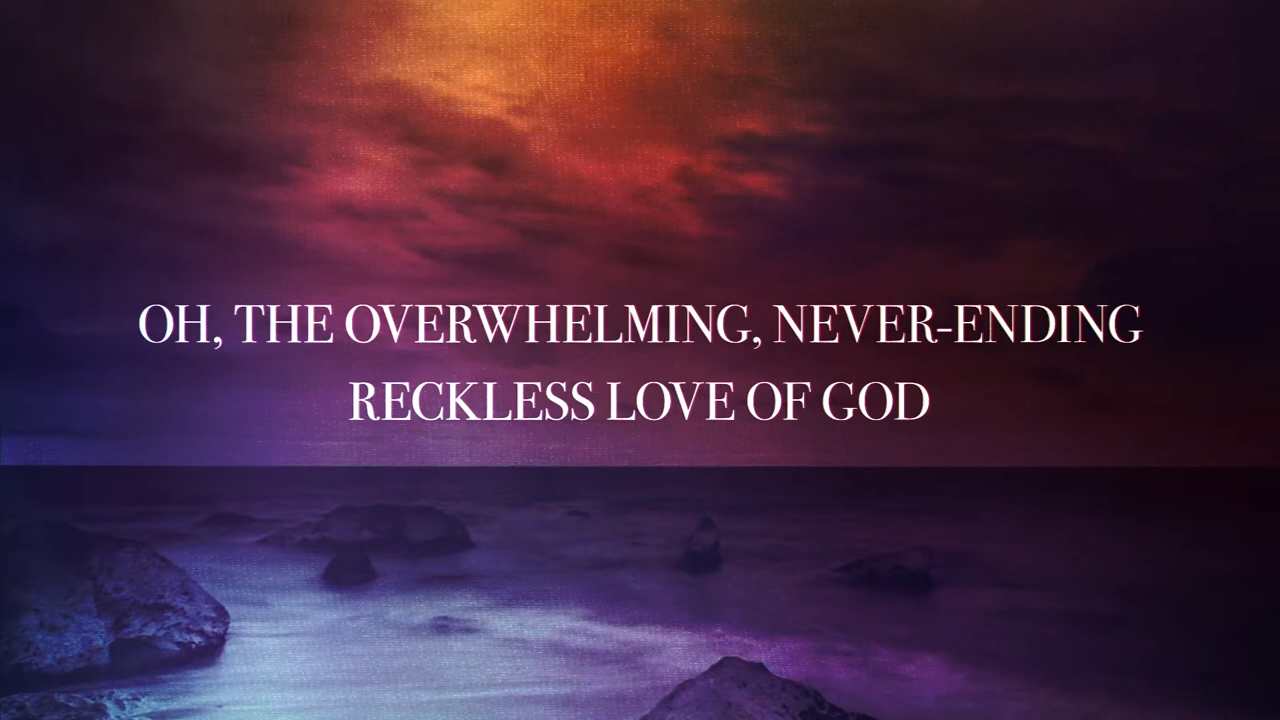 OH, THE OVERWHELMING, NEVER-ENDING
RECKLESS LOVE OF GOD